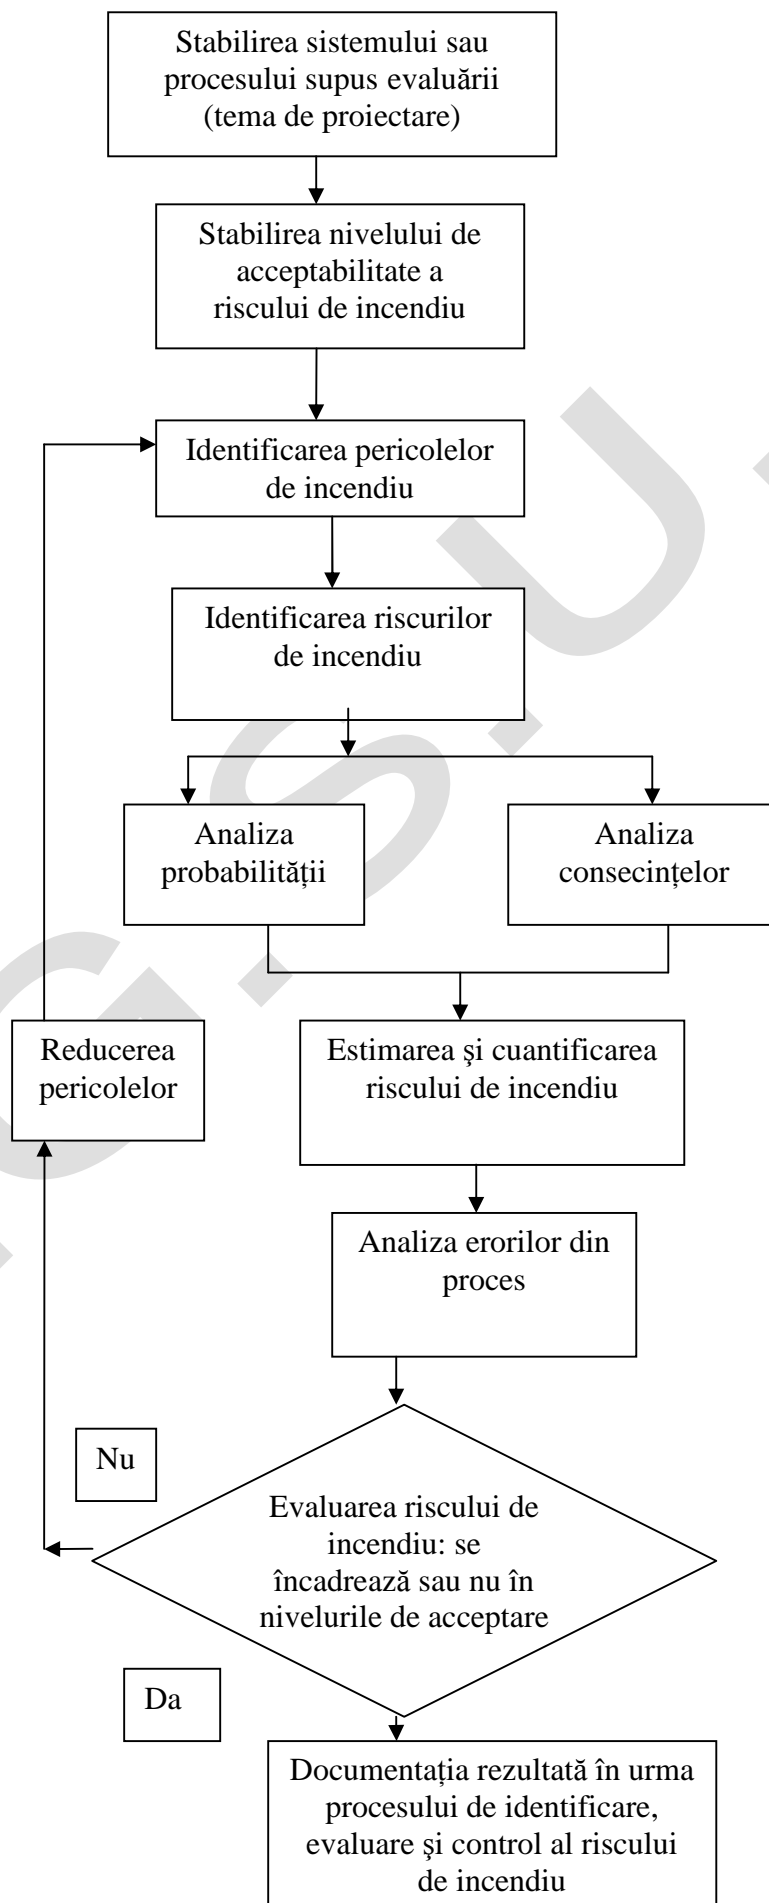 Stabilirea sistemului sau
procesului supus evaluării
(tema de proiectare)
Stabilirea nivelului de
acceptabilitate a
riscului de incendiu
Identificarea pericolelor
de incendiu
Identificarea riscurilor
de incendiu
Analiza
probabilității
Analiza
consecințelor
Reducerea
pericolelor
Estimarea şi cuantificarea
riscului de incendiu
Analiza erorilor din
proces
Nu
Evaluarea riscului de
incendiu: se
încadrează sau nu în
nivelurile de acceptare
Da
Documentația rezultată în urma
procesului de identificare,
evaluare şi control al riscului
de incendiu
G.S.U.